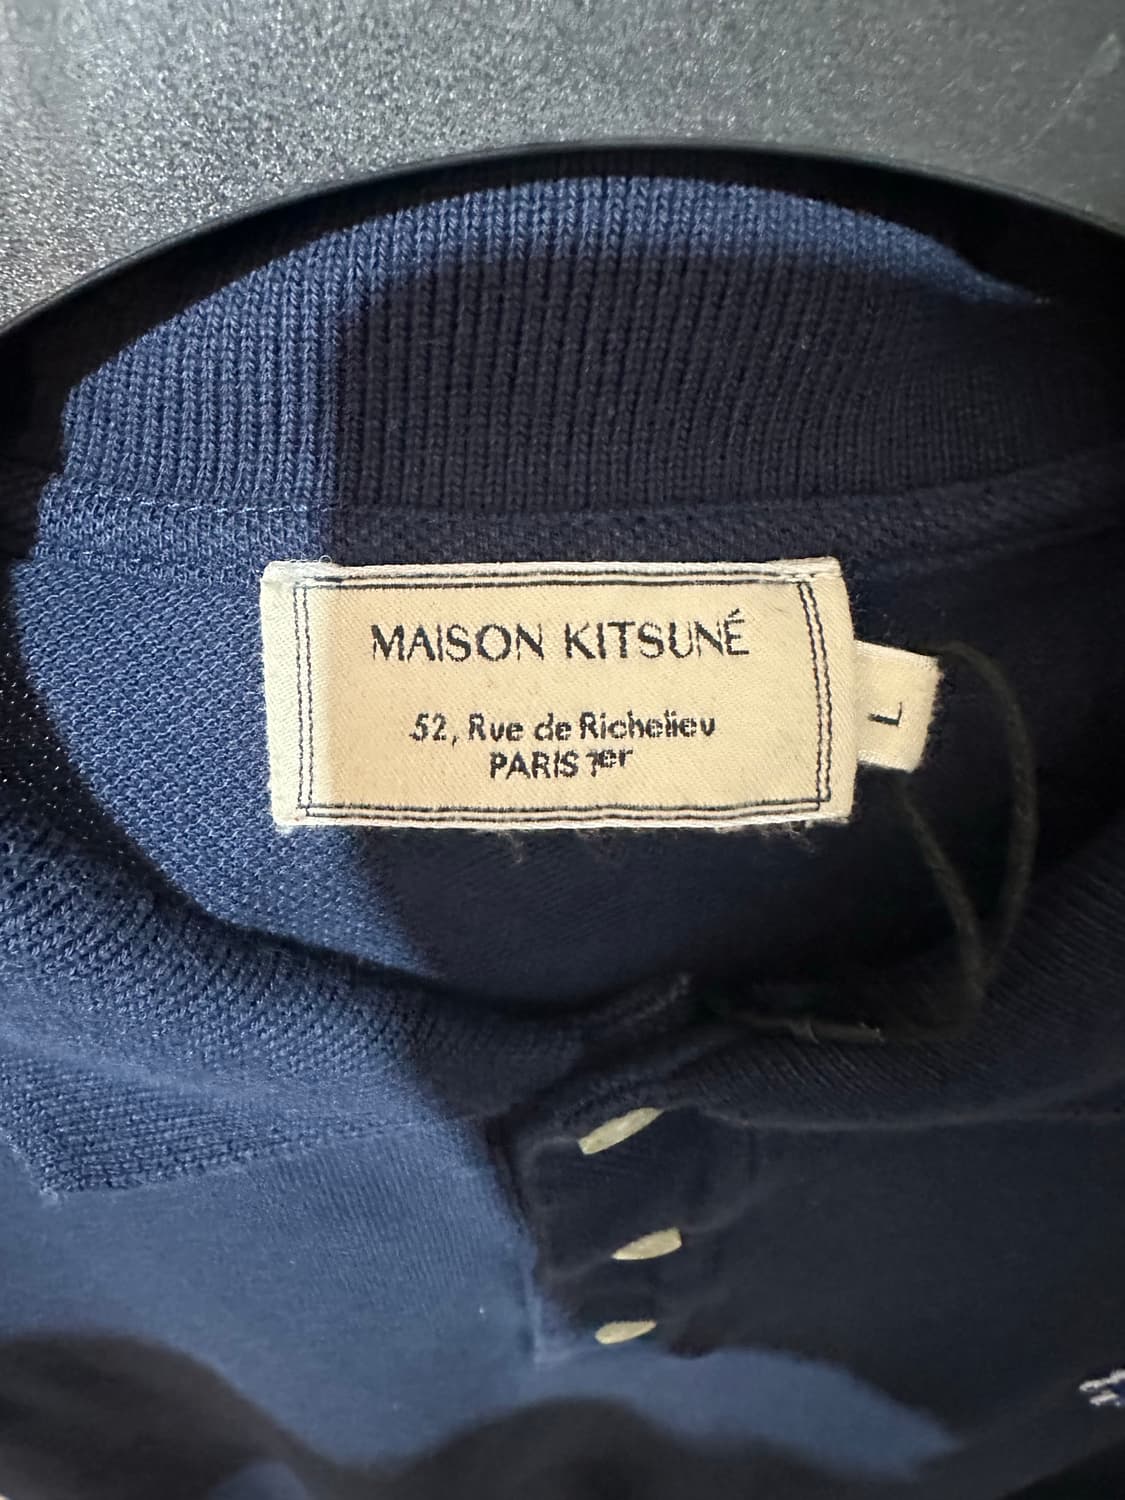 MAISON KITSUNÉ
52, Rue de Richelieu
PARIS 1er
L